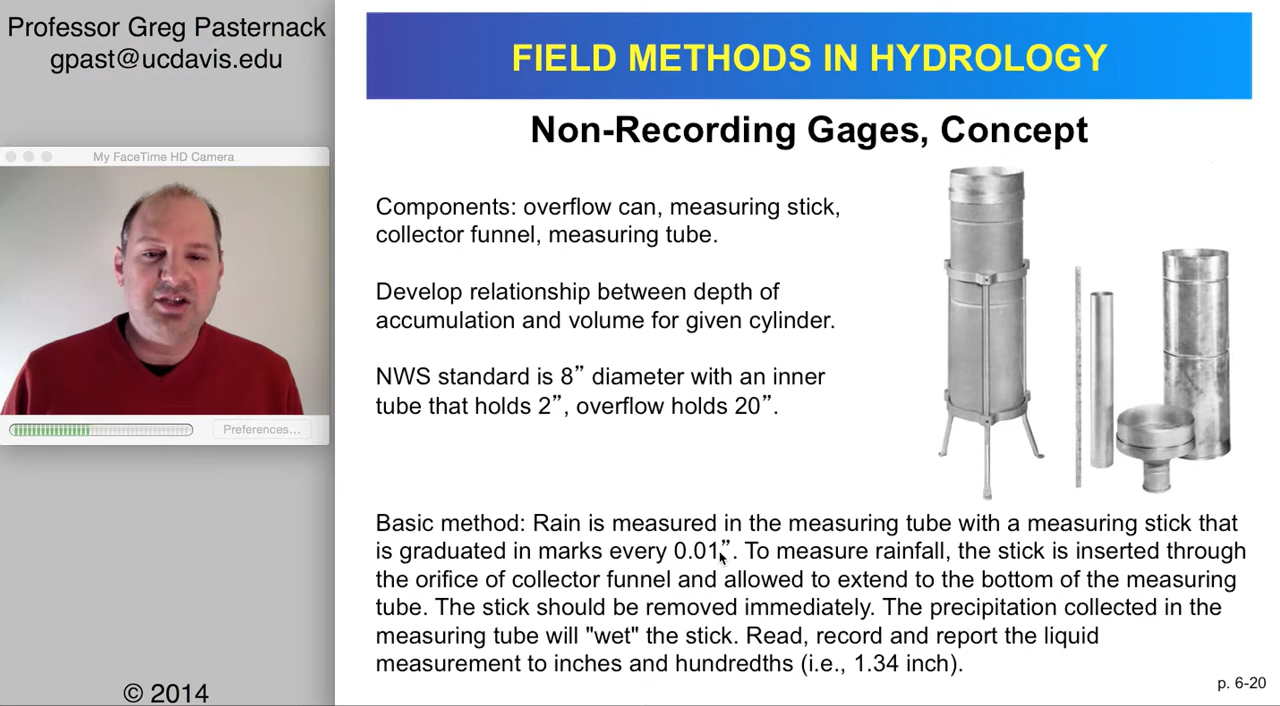 Professor Greg Pasternack
gpast@ucdavis.edu
My FaceTime HD Camera
Preferences...
© 2014
FIELD METHODS IN HYDROLOGY
Non-Recording Gages, Concept
Components: overflow can, measuring stick,
collector funnel, measuring tube.
Develop relationship between depth of
accumulation and volume for given cylinder.
NWS standard is 8” diameter with an inner
tube that holds 2”, overflow holds 20”.
Basic method: Rain is measured in the measuring tube with a measuring stick that
is graduated in marks every 0.01”. To measure rainfall, the stick is inserted through
the orifice of collector funnel and allowed to extend to the bottom of the measuring
tube. The stick should be removed immediately. The precipitation collected in the
measuring tube will "wet" the stick. Read, record and report the liquid
measurement to inches and hundredths (i.e., 1.34 inch).
p. 6-20